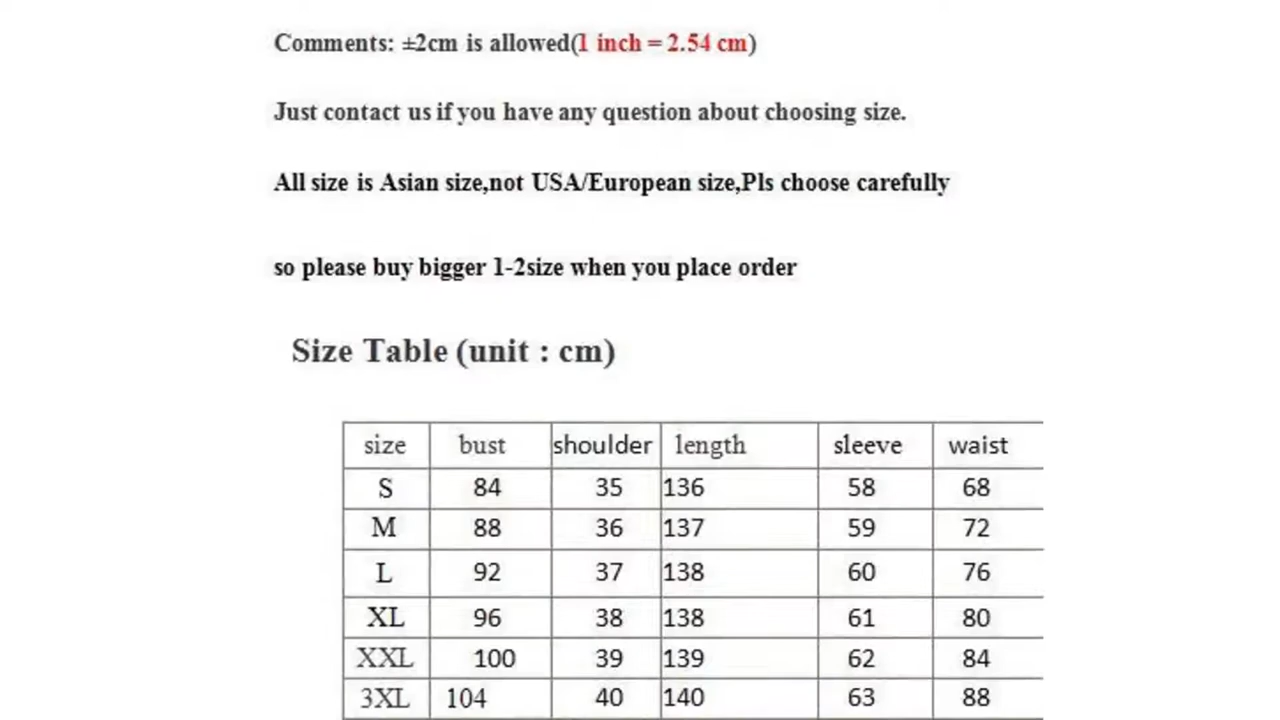 Comments: ±2cm is allowed(1 inch = 2.54 cm)
Just contact us if you have any question about choosing size.
All size is Asian size,not USA/European size,Pls choose carefully
so please buy bigger 1-2size when you place order
Size Table (unit : cm)
size bust shoulder length sleeve waist
S 84 35 136 58 68
M 88 36 137 59 72
L 92 37 138 60 76
XL 96 38 138 61 80
XXL 100 39 139 62 84
3XL 104 40 140 63 88